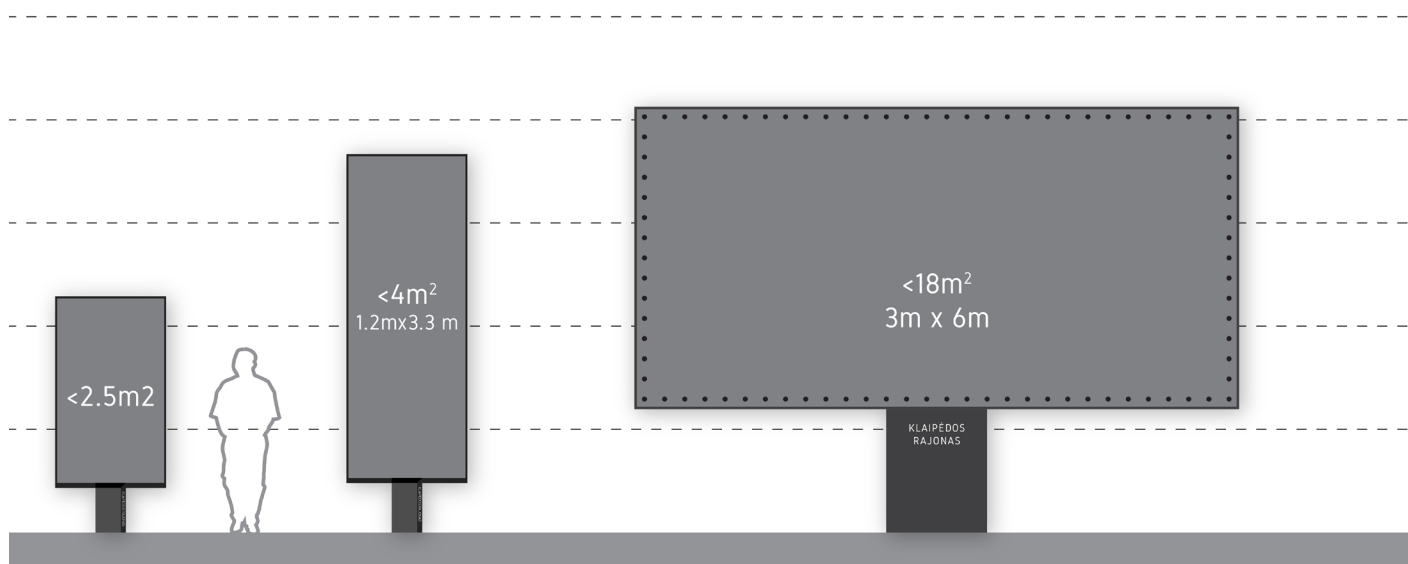 <2.5m2
<4m²
1.2mx3.3 m
<18m²
3m x 6m
KLAIPĖDOS
RAJONAS